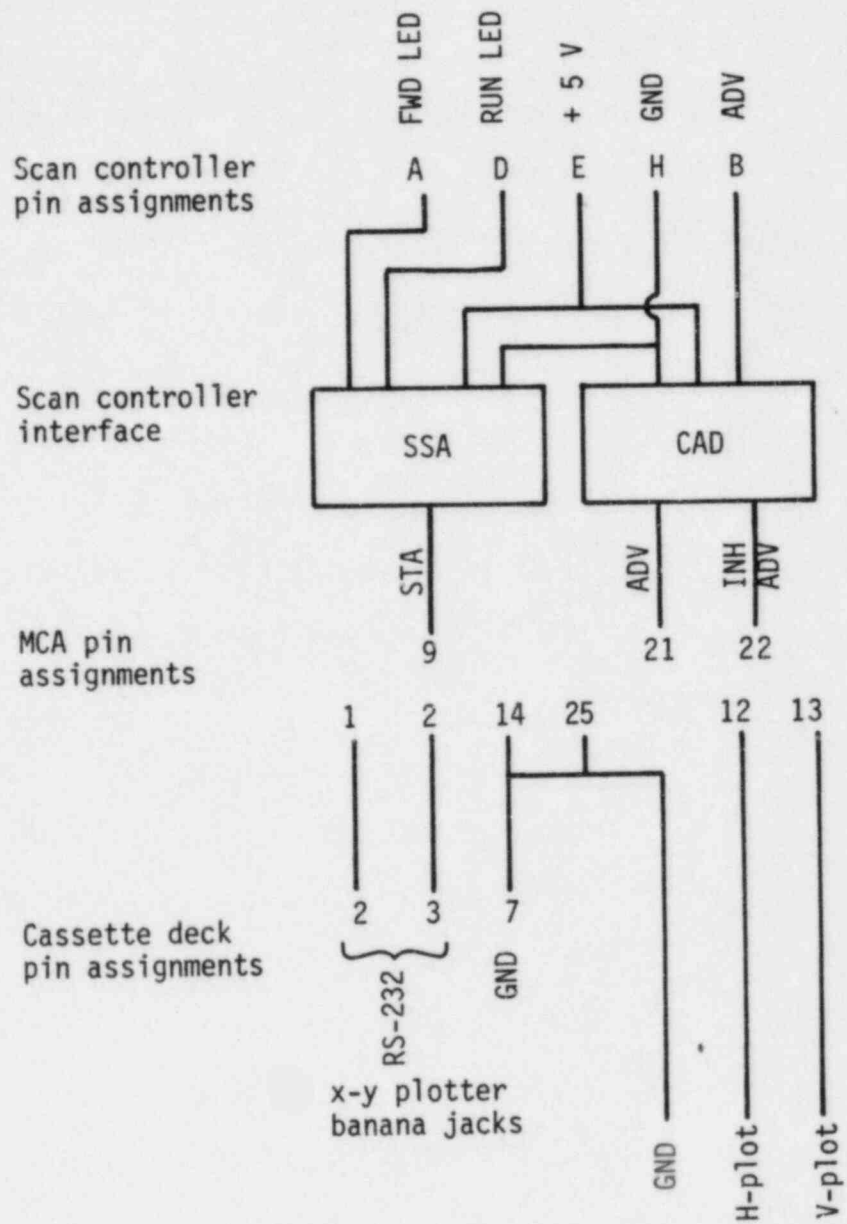 FWD LED
RUN LED
+ 5 V
GND
ADV
Scan controller
pin assignments
A D E H B
Scan controller
interface
SSA
CAD
STA
ADV
INH
ADV
MCA pin
assignments
9 21 22
1 2 14 25 12 13
2 3 7
Cassette deck
pin assignments
RS-232
GND
x-y plotter
banana jacks
GND
H-plot
V-plot